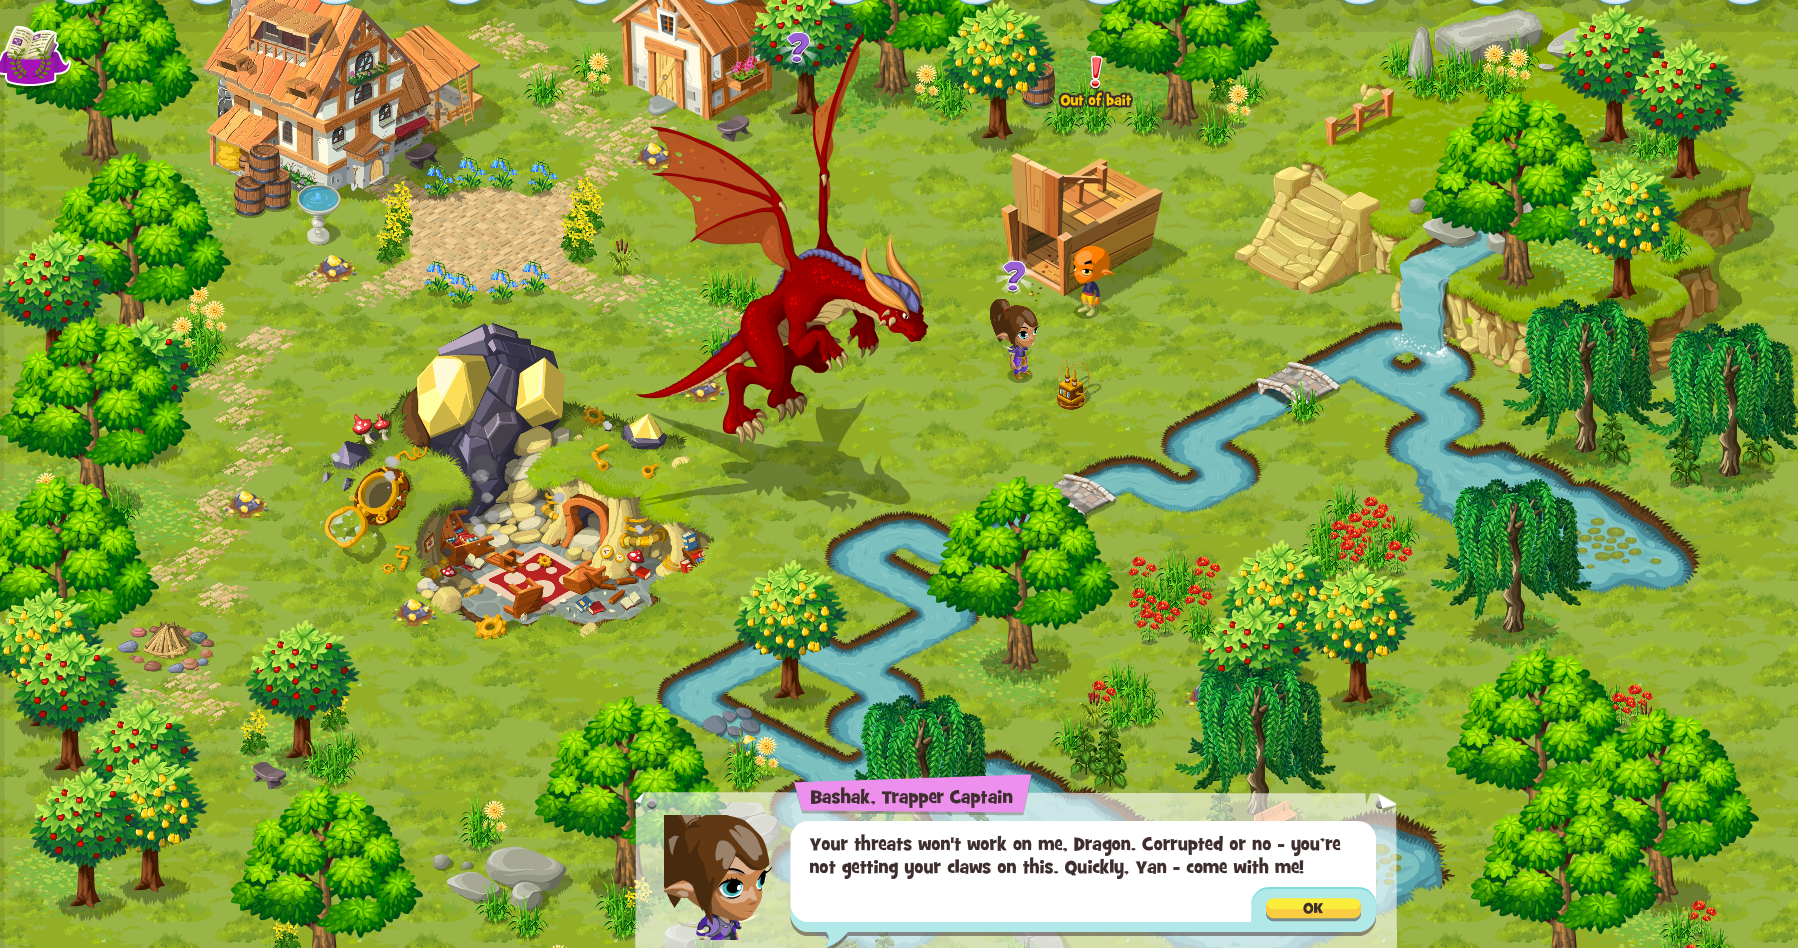 Out of bait
Bashak, Trapper Captain
Your threats won't work on me, Dragon. Corrupted or no - you're
not getting your claws on this. Quickly, Yan - come with me!
OK